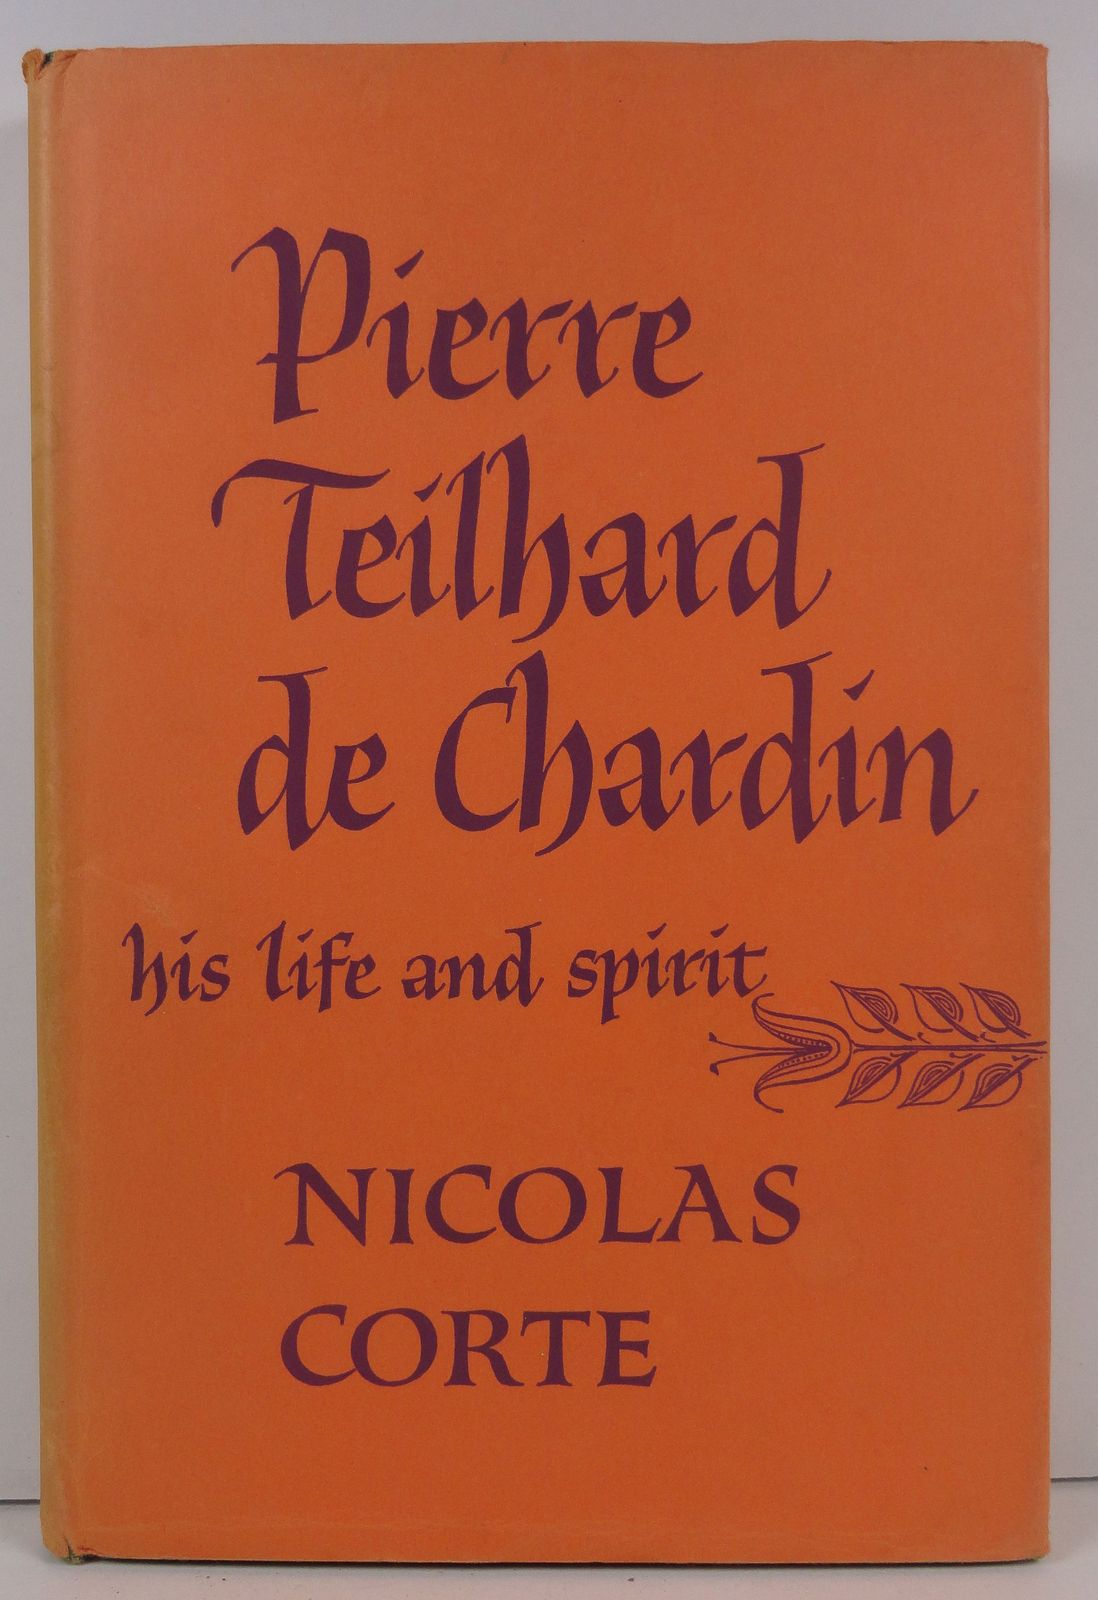 Pierre
Teilhard
de Chardin
his life and spirit
NICOLAS
CORTE